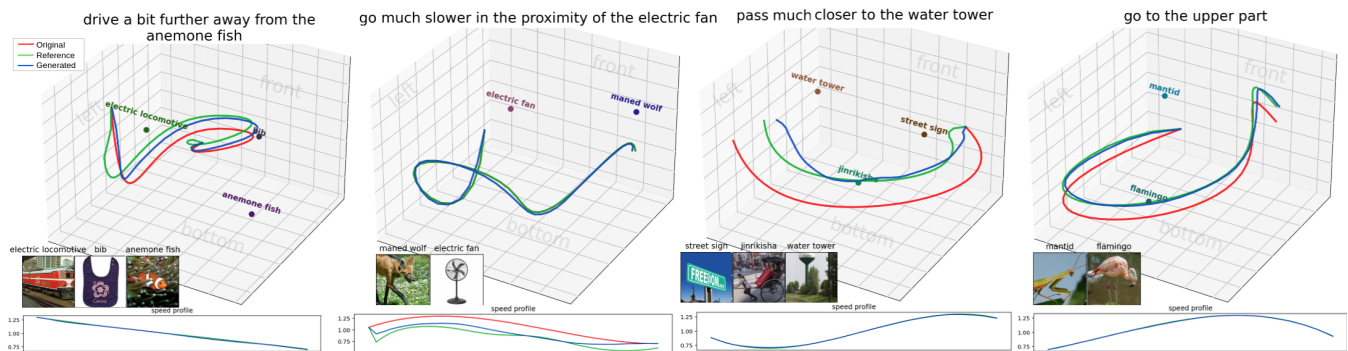 drive a bit further away from the
anemone fish
go much slower in the proximity of the electric fan
pass much closer to the water tower
go to the upper part
Original
Reference
Generated
left
front
bottom
electric locomotive
bib
anemone fish
electric locomotive bib anemone fish
speed profile
1.25
1.00
0.75
left
front
bottom
electric fan
maned wolf
maned wolf electric fan
speed profile
1.25
1.00
0.75
left
front
bottom
water tower
street sign
jinrikisha
street sign jinrikisha water tower
speed profile
1.25
1.00
0.75
left
front
bottom
mantid
flamingo
mantid flamingo
speed profile
1.25
1.00
0.75